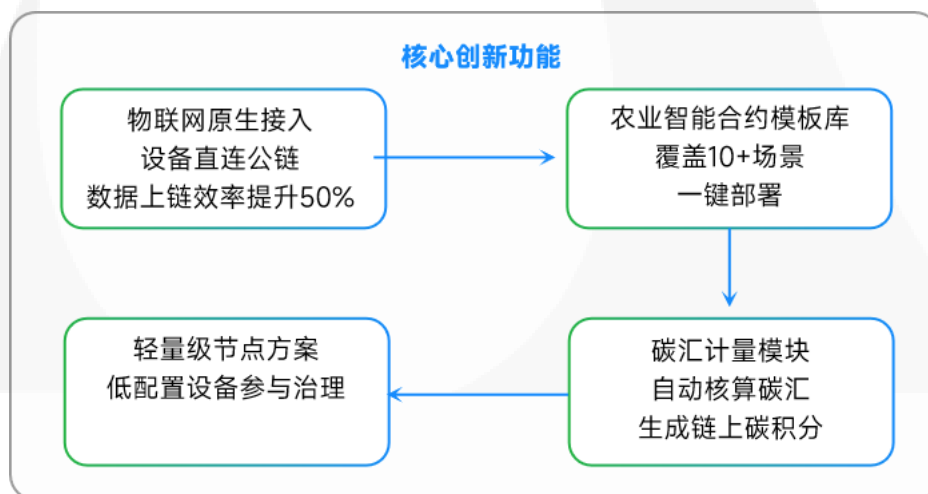 核心创新功能
物联网原生接入
设备直连公链
数据上链效率提升50%
农业智能合约模板库
覆盖10+场景
一键部署
碳汇计量模块
自动核算碳汇
生成链上碳积分
轻量级节点方案
低配置设备参与治理